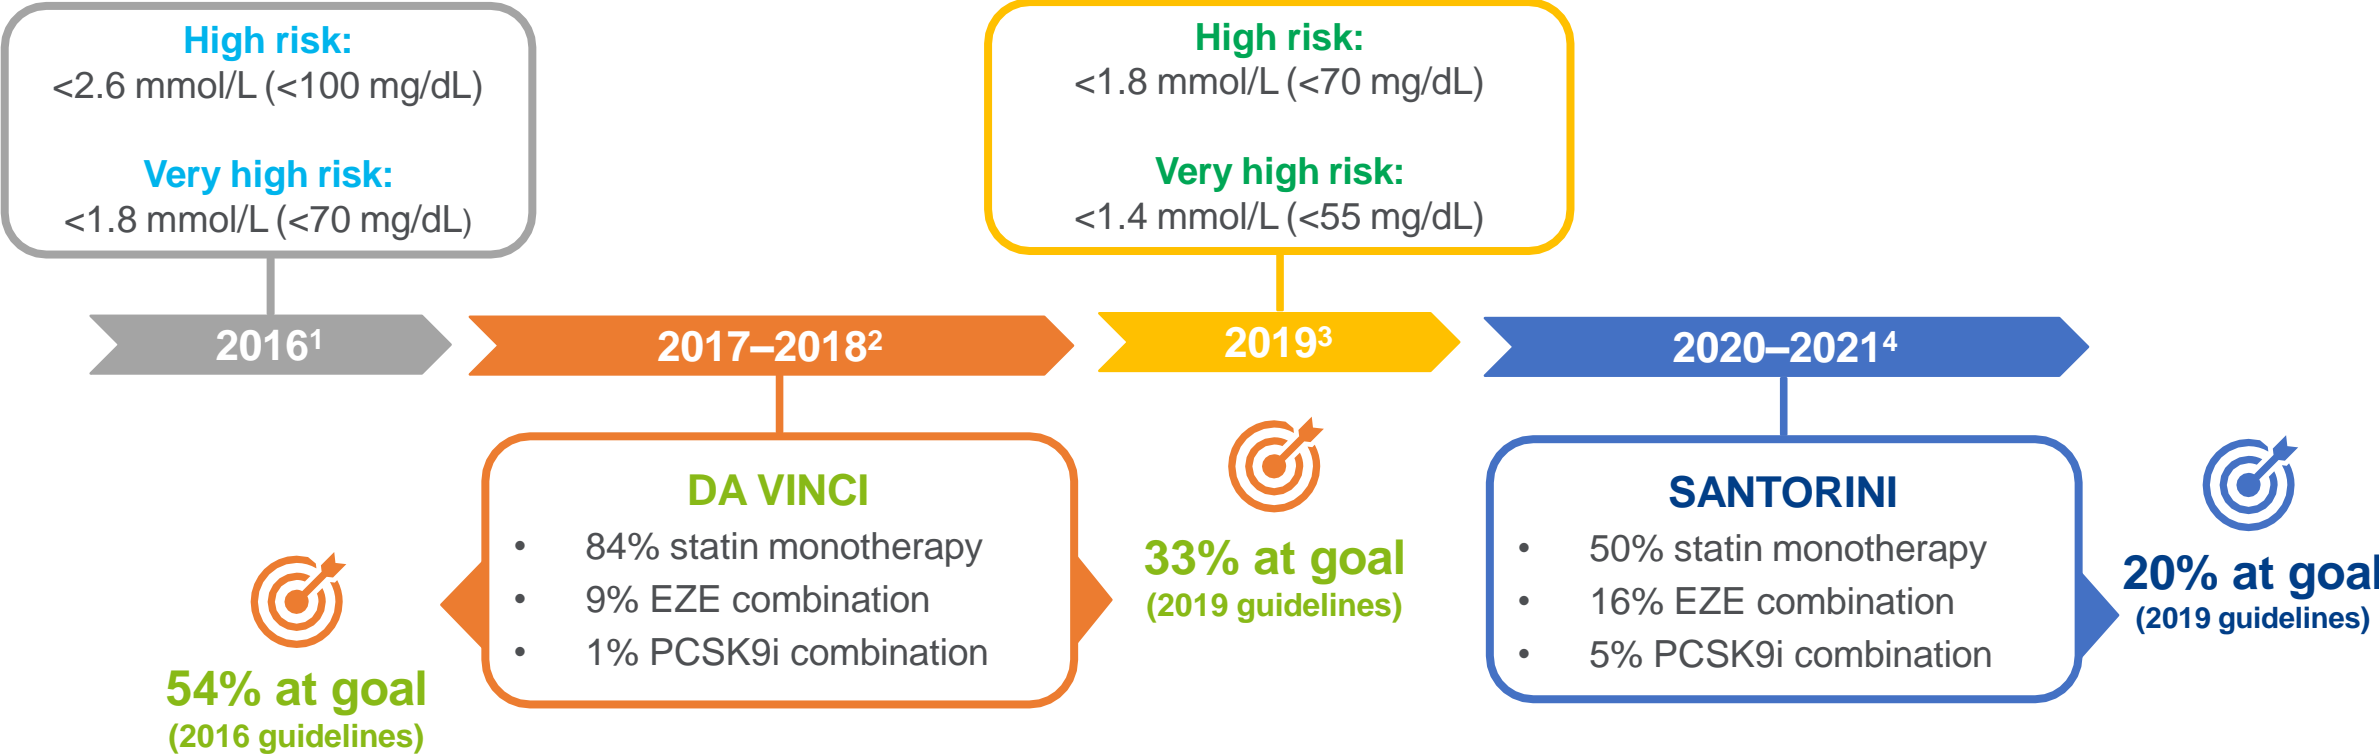 High risk:
<2.6 mmol/L (<100 mg/dL)
Very high risk:
<1.8 mmol/L (<70 mg/dL)
High risk:
<1.8 mmol/L (<70 mg/dL)
Very high risk:
<1.4 mmol/L (<55 mg/dL)
2016¹
2017–2018²
2019³
2020–2021⁴
54% at goal
(2016 guidelines)
DA VINCI
• 84% statin monotherapy
• 9% EZE combination
• 1% PCSK9i combination
33% at goal
(2019 guidelines)
SANTORINI
• 50% statin monotherapy
• 16% EZE combination
• 5% PCSK9i combination
20% at goal
(2019 guidelines)